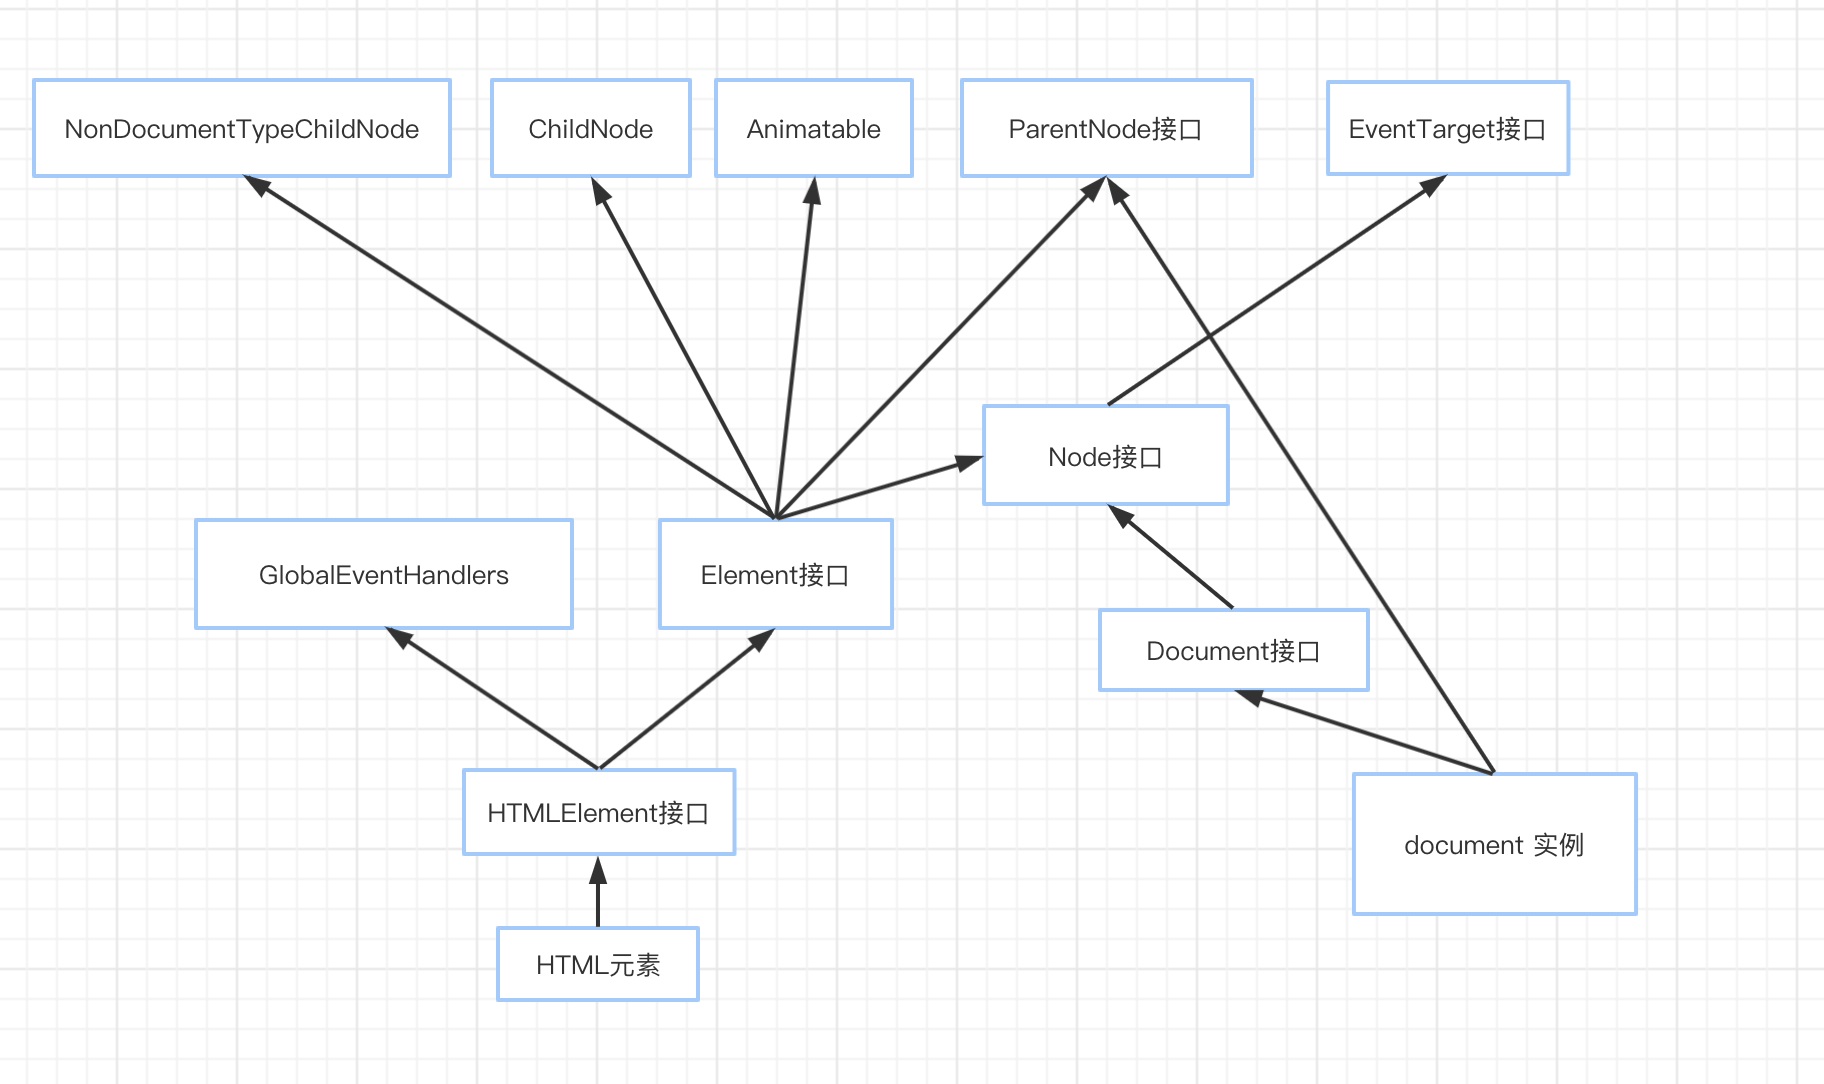 NonDocumentTypeChildNode
ChildNode
Animatable
ParentNode接口
EventTarget接口
Node接口
GlobalEventHandlers
Element接口
Document接口
HTMLElement接口
document 实例
HTML元素